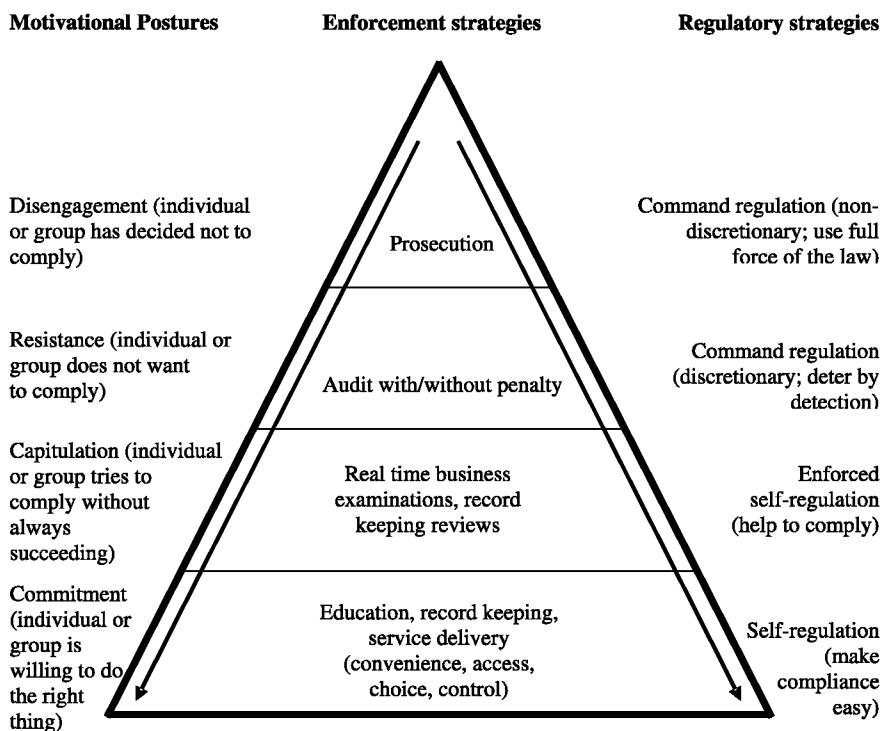 Motivational Postures
Enforcement strategies
Regulatory strategies
Disengagement (individual
or group has decided not to
comply)
Prosecution
Command regulation (non-
discretionary; use full
force of the law)
Resistance (individual or
group does not want
to comply)
Audit with/without penalty
Command regulation
(discretionary; deter by
detection)
Capitulation (individual
or group tries to
comply without
always
succeeding)
Real time business
examinations, record
keeping reviews
Enforced
self-regulation
(help to comply)
Commitment
(individual or
group is
willing to do
the right
thing)
Education, record keeping,
service delivery
(convenience, access,
choice, control)
Self-regulation
(make
compliance
easy)